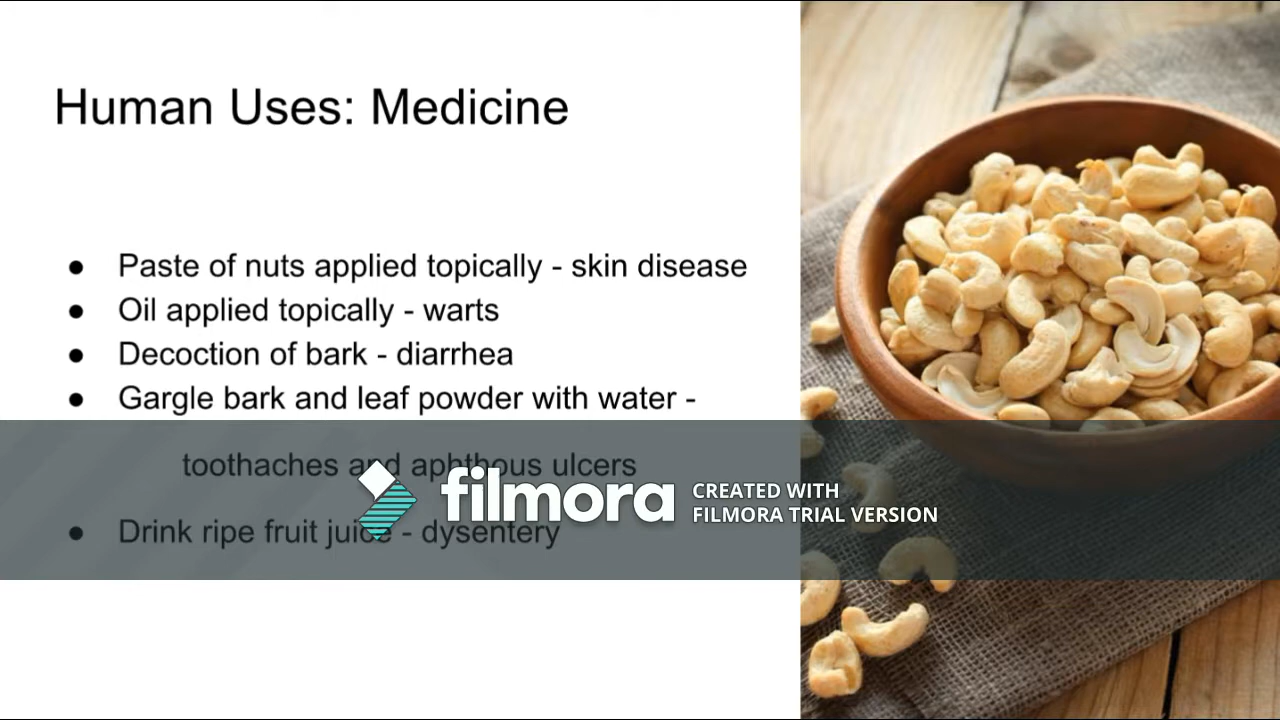 Human Uses: Medicine
● Paste of nuts applied topically - skin disease
● Oil applied topically - warts
● Decoction of bark - diarrhea
● Gargle bark and leaf powder with water -
toothaches and aphthous ulcers
● Drink ripe fruit juice - dysentery
filmora
CREATED WITH
FILMORA TRIAL VERSION